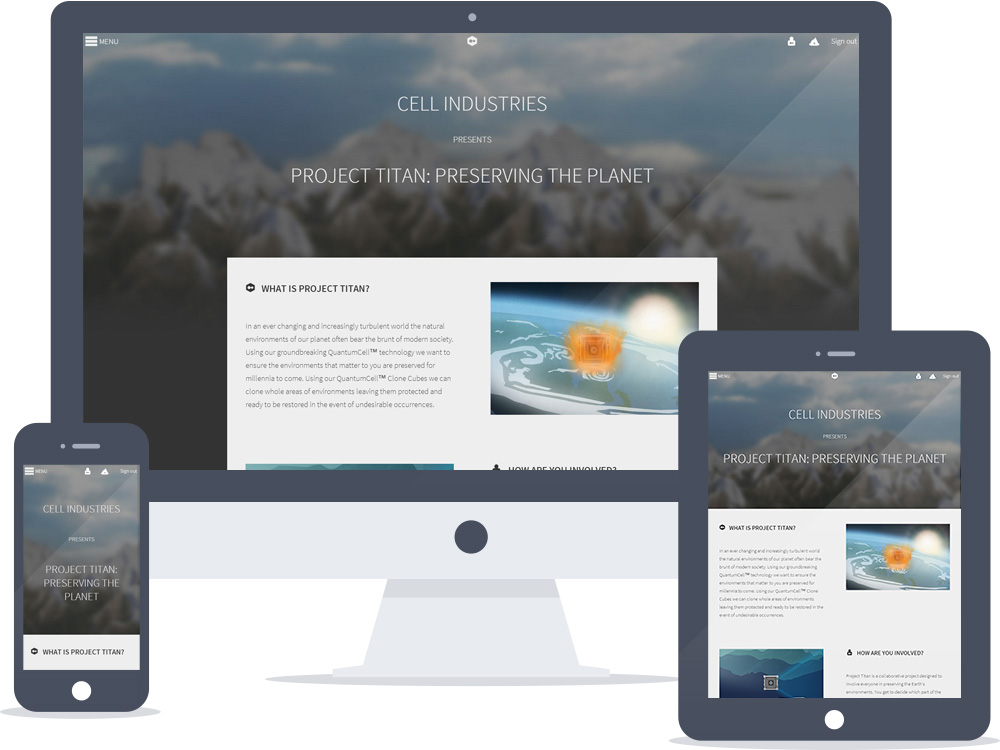 MENU
Sign out
CELL INDUSTRIES
PRESENTS
PROJECT TITAN: PRESERVING THE PLANET
WHAT IS PROJECT TITAN?
In an ever changing and increasingly turbulent world the natural
environments of our planet often bear the brunt of modern society.
Using our groundbreaking QuantumCell™ technology we want to
ensure the environments that matter to you are preserved for
millennia to come. Using our QuantumCell™ Clone Cubes we can
clone whole areas of environments leaving them protected and
ready to be restored in the event of undesirable occurrences.
HOW ARE YOU INVOLVED?
MENU
Sign out
CELL INDUSTRIES
PRESENTS
PROJECT TITAN:
PRESERVING THE
PLANET
WHAT IS PROJECT TITAN?
MENU
Sign out
CELL INDUSTRIES
PRESENTS
PROJECT TITAN: PRESERVING THE PLANET
WHAT IS PROJECT TITAN?
In an ever changing and increasingly turbulent world
the natural environments of our planet often bear the
brunt of modern society. Using our groundbreaking
QuantumCell™ technology we want to ensure the
environments that matter to you are preserved for
millennia to come. Using our QuantumCell™ Clone
Cubes we can clone whole areas of environments
leaving them protected and ready to be restored in the
event of undesirable occurrences.
HOW ARE YOU INVOLVED?
Project Titan is a collaborative project designed to
involve everyone in preserving the Earth's
environments. You get to decide which part of the